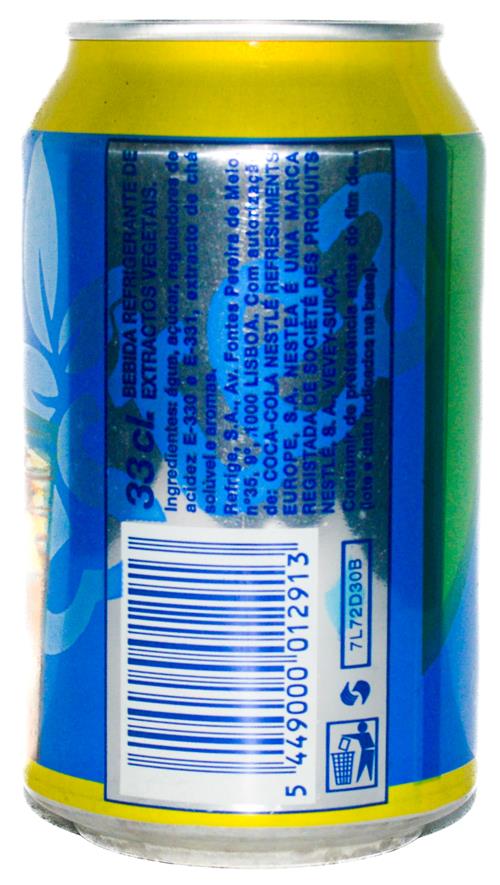 33 cl. BEBIDA REFRIGERANTE DE
EXTRACTOS VEGETAIS.
Ingredientes: água, açúcar, reguladores de
acidez E-330 e E-331, extracto de chá
solúvel e aroma.
Refrige, S.A., Av. Fontes Pereira de Melo
nº35, 1000 LISBOA. Com autorizaçã
de: COCA-COLA NESTLÉ REFRESHMENTS
EUROPE, S.A. NESTEA É UMA MARCA
REGISTADA DE SOCIÉTÉ DES PRODUITS
NESTLÉ, S. A. VEVEY-SUIÇA.
Consumir de preferência antes do fim de...
(lote e data indicados na base).
5 449000 012913
7L72D30B